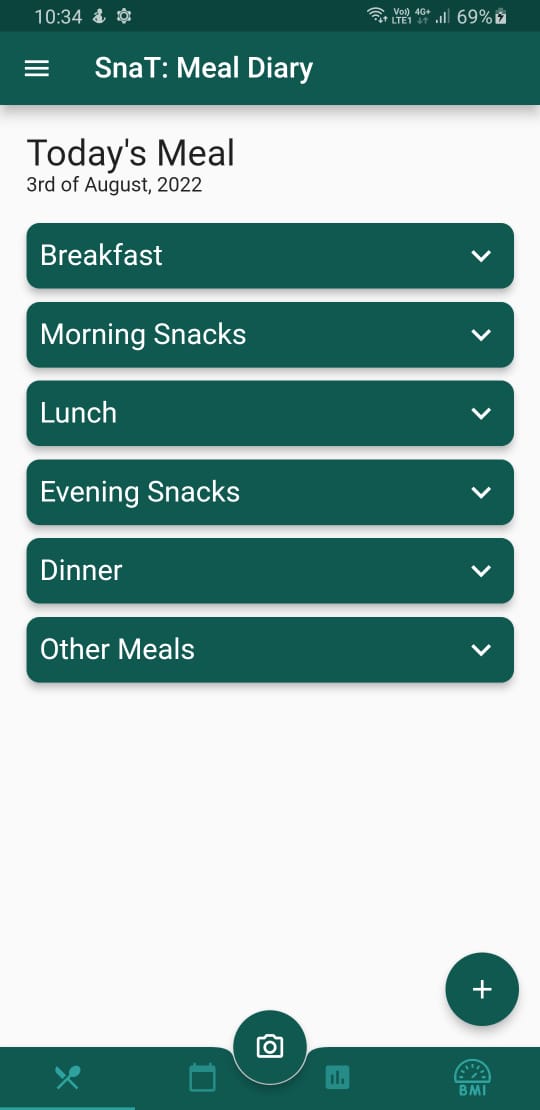 10:34
Vo)) 4G+
LTE1
69%
SnaT: Meal Diary
Today's Meal
3rd of August, 2022
Breakfast
Morning Snacks
Lunch
Evening Snacks
Dinner
Other Meals
BMI